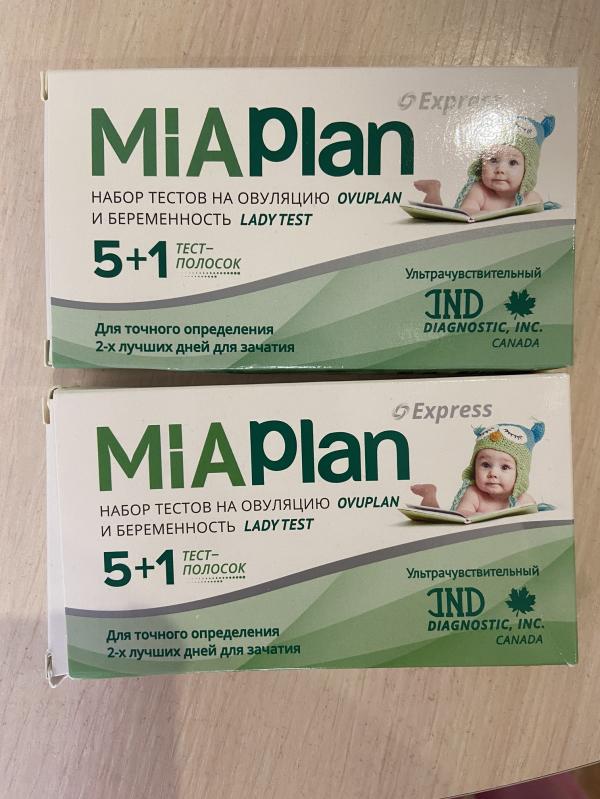 Express
MiAPlan
НАБОР ТЕСТОВ НА ОВУЛЯЦИЮ OVUPLAN
И БЕРЕМЕННОСТЬ LADY TEST
5+1 ТЕСТ–
ПОЛОСОК
Ультрачувствительный
IND
DIAGNOSTIC, INC.
CANADA
Для точного определения
2-х лучших дней для зачатия
Express
MiAPlan
НАБОР ТЕСТОВ НА ОВУЛЯЦИЮ OVUPLAN
И БЕРЕМЕННОСТЬ LADY TEST
5+1 ТЕСТ–
ПОЛОСОК
Ультрачувствительный
IND
DIAGNOSTIC, INC.
CANADA
Для точного определения
2-х лучших дней для зачатия